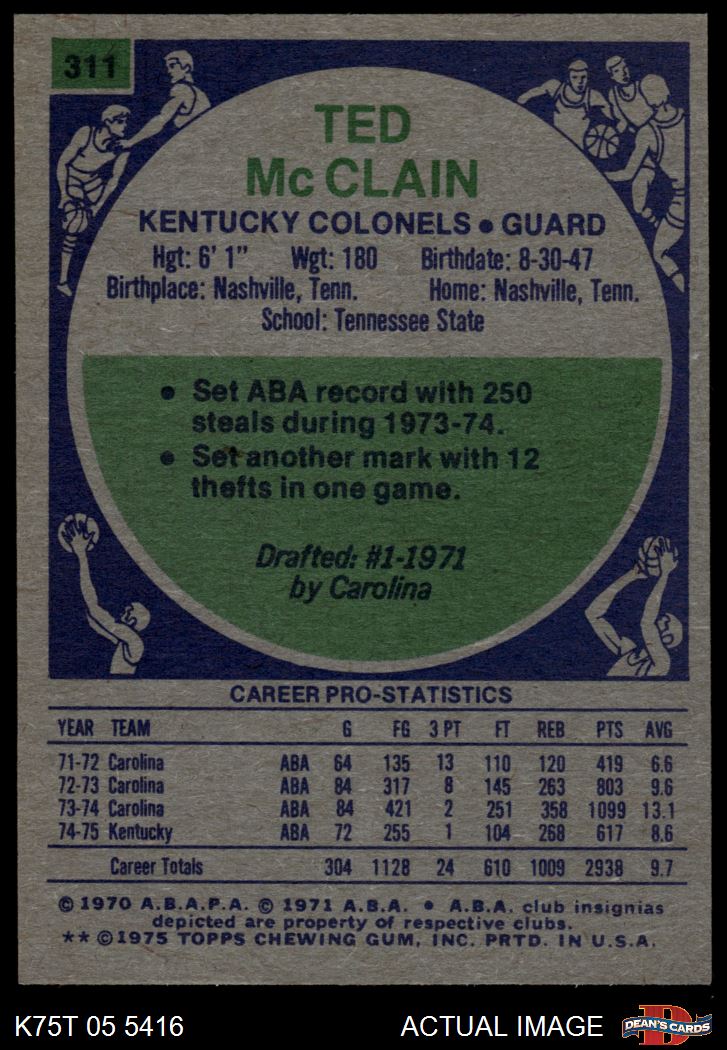 311
TED
McCLAIN
KENTUCKY COLONELS • GUARD
Hgt: 6' 1" Wgt: 180 Birthdate: 8-30-47
Birthplace: Nashville, Tenn. Home: Nashville, Tenn.
School: Tennessee State
• Set ABA record with 250
steals during 1973-74.
• Set another mark with 12
thefts in one game.
Drafted: #1-1971
by Carolina
CAREER PRO-STATISTICS
YEAR TEAM G FG 3 PT FT REB PTS AVG
71-72 Carolina ABA 64 135 13 110 120 419 6.6
72-73 Carolina ABA 84 317 8 145 263 803 9.6
73-74 Carolina ABA 84 421 2 251 358 1099 13.1
74-75 Kentucky ABA 72 255 1 104 268 617 8.6
Career Totals 304 1128 24 610 1009 2938 9.7
© 1970 A.B.A.P.A. © 1971 A.B.A. • A.B.A. club insignias
depicted are property of respective clubs.
** © 1975 TOPPS CHEWING GUM, INC. PRTD. IN U.S.A.
K75T 05 5416 ACTUAL IMAGE
D
DEAN'S CARDS